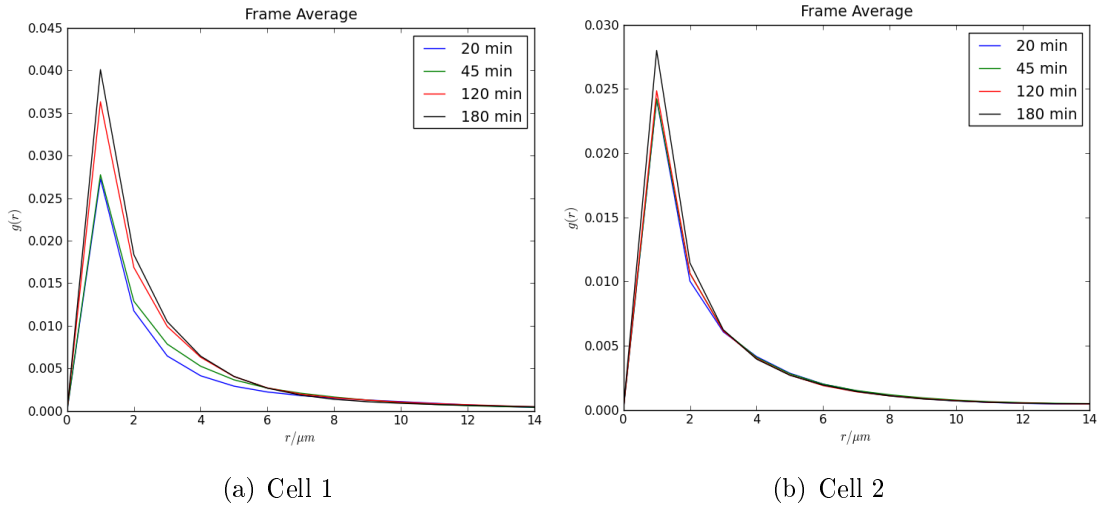 Frame Average
0.045
0.040
0.035
0.030
0.025
0.020
0.015
0.010
0.005
0.000
g(r)
20 min
45 min
120 min
180 min
0 2 4 6 8 10 12 14
r/μm
(a) Cell 1
Frame Average
0.030
0.025
0.020
0.015
0.010
0.005
0.000
g(r)
20 min
45 min
120 min
180 min
0 2 4 6 8 10 12 14
r/μm
(b) Cell 2